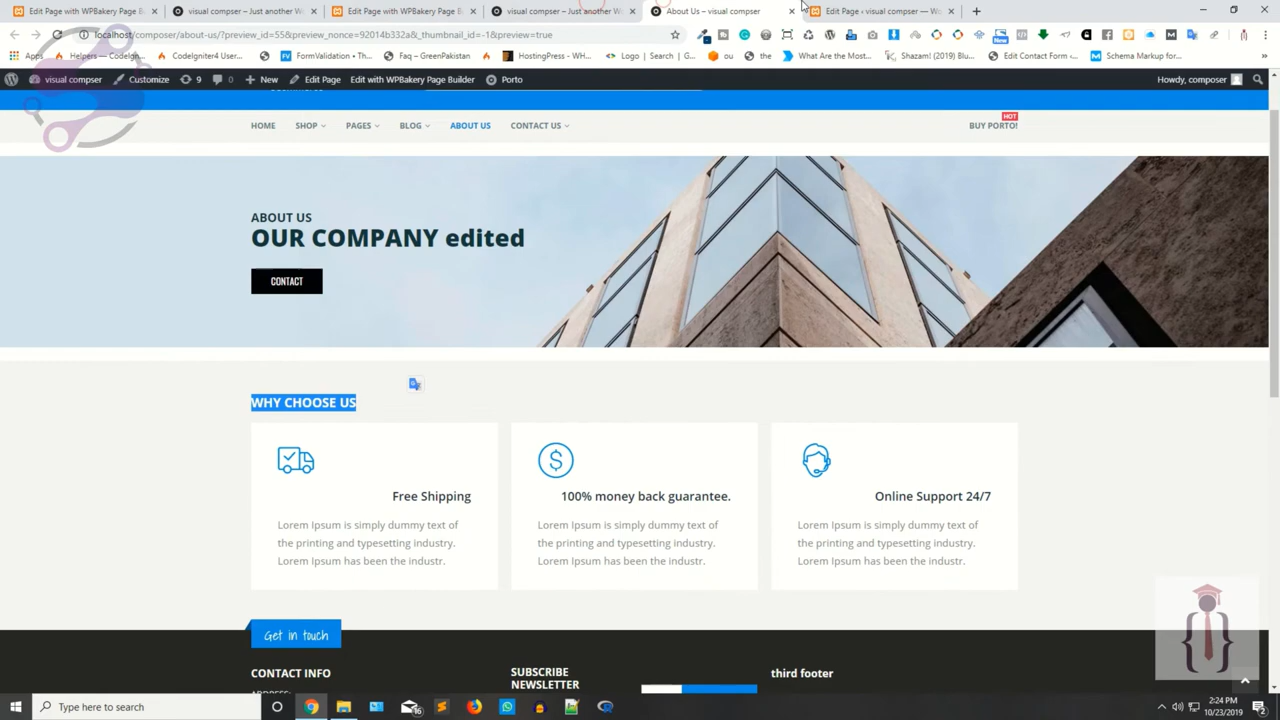 Edit Page with WPBakery Page B
visual compser – Just another W
Edit Page with WPBakery Page B
visual compser – Just another W
About Us – visual compser
Edit Page ‹ visual compser — Wo
localhost/composer/about-us/?preview_id=55&preview_nonce=92014b332a&_thumbnail_id=-1&preview=true
Apps
Helpers — CodeIgn
CodeIgniter4 User...
FormValidation • Th...
Faq – GreenPakistan
HostingPress - WH...
Logo | Search | G...
ou
the
What Are the Most...
Shazam! (2019) Blu...
Edit Contact Form ‹...
Schema Markup for...
visual compser
Customize
9
0
New
Edit Page
Edit with WPBakery Page Builder
Porto
Howdy, composer
HOME
SHOP
PAGES
BLOG
ABOUT US
CONTACT US
HOT
BUY PORTO!
ABOUT US
OUR COMPANY edited
CONTACT
WHY CHOOSE US
Free Shipping
Lorem Ipsum is simply dummy text of
the printing and typesetting industry.
Lorem Ipsum has been the industr.
100% money back guarantee.
Lorem Ipsum is simply dummy text of
the printing and typesetting industry.
Lorem Ipsum has been the industr.
Online Support 24/7
Lorem Ipsum is simply dummy text of
the printing and typesetting industry.
Lorem Ipsum has been the industr.
Get in touch
CONTACT INFO
SUBSCRIBE
NEWSLETTER
third footer
Type here to search
16
2:24 PM
10/23/2019
2